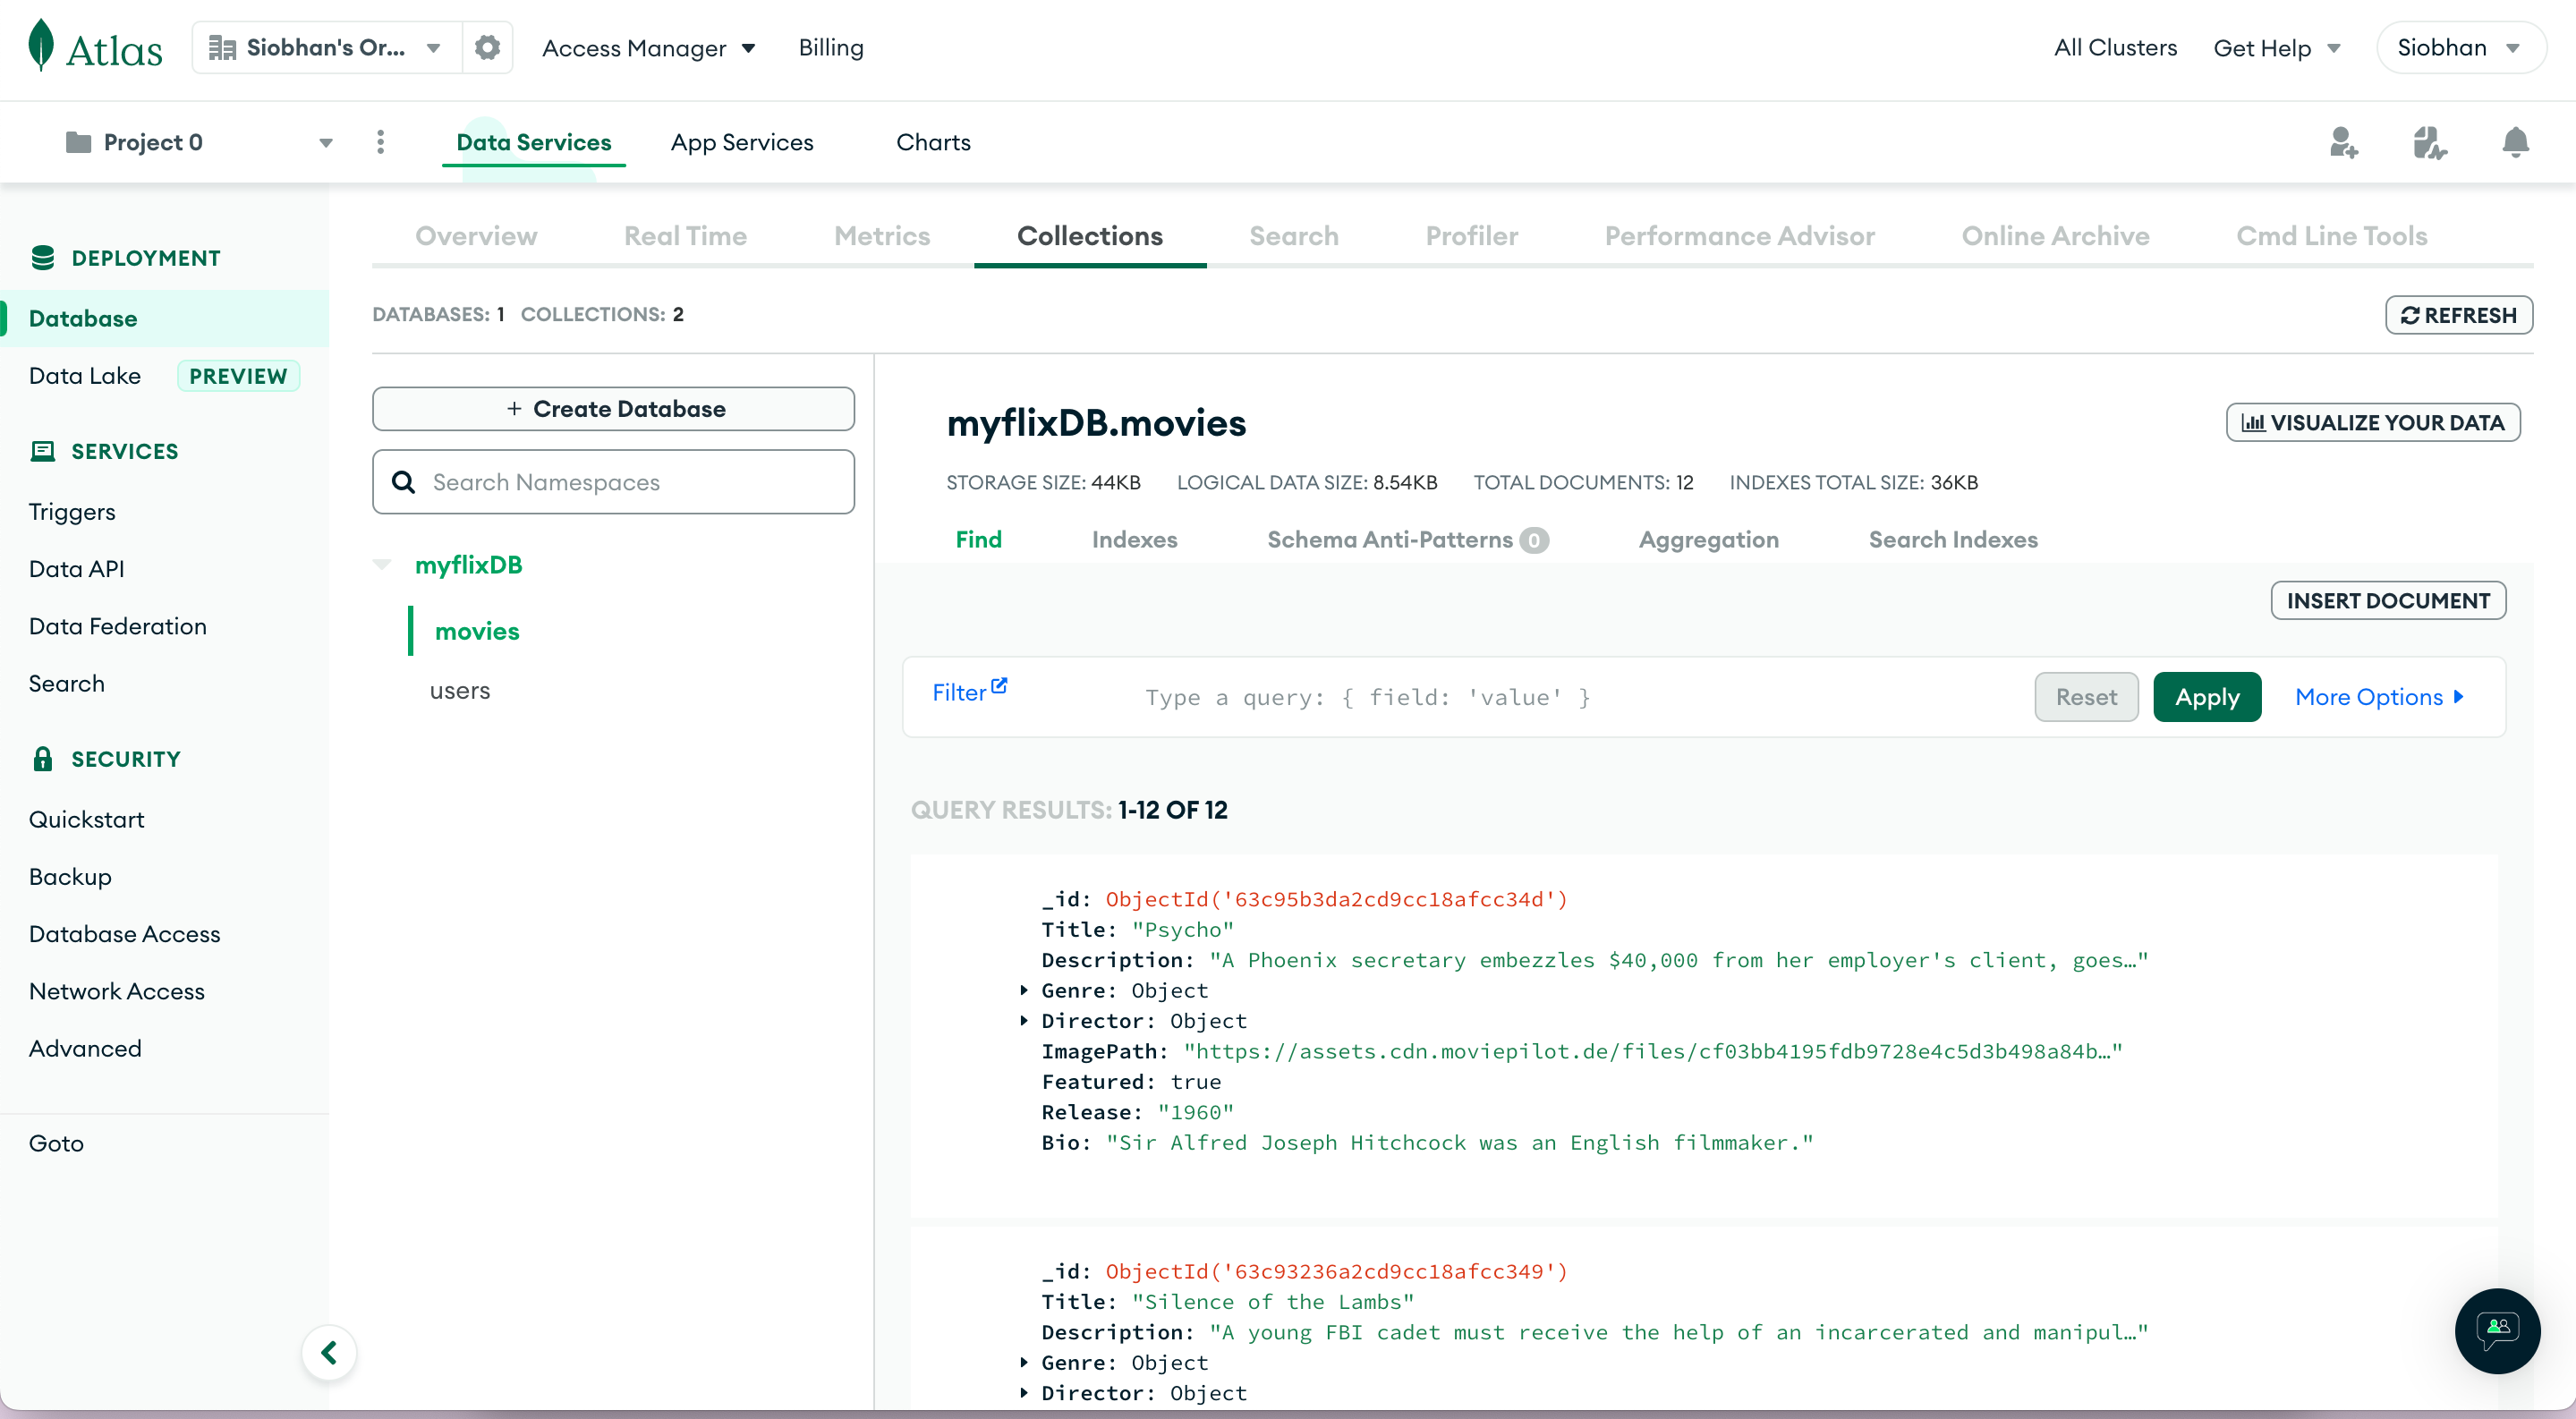 Atlas
Siobhan's Or...
Access Manager
Billing
All Clusters
Get Help
Siobhan
Project 0
Data Services
App Services
Charts
DEPLOYMENT
Database
Data Lake PREVIEW
SERVICES
Triggers
Data API
Data Federation
Search
SECURITY
Quickstart
Backup
Database Access
Network Access
Advanced
Goto
Overview
Real Time
Metrics
Collections
Search
Profiler
Performance Advisor
Online Archive
Cmd Line Tools
DATABASES: 1 COLLECTIONS: 2
REFRESH
+ Create Database
Search Namespaces
myflixDB
movies
users
myflixDB.movies
VISUALIZE YOUR DATA
STORAGE SIZE: 44KB LOGICAL DATA SIZE: 8.54KB TOTAL DOCUMENTS: 12 INDEXES TOTAL SIZE: 36KB
Find
Indexes
Schema Anti-Patterns 0
Aggregation
Search Indexes
INSERT DOCUMENT
Filter
Type a query: { field: 'value' }
Reset
Apply
More Options
QUERY RESULTS: 1-12 OF 12
_id: ObjectId('63c95b3da2cd9cc18afcc34d')
Title: "Psycho"
Description: "A Phoenix secretary embezzles $40,000 from her employer's client, goes…"
Genre: Object
Director: Object
ImagePath: "https://assets.cdn.moviepilot.de/files/cf03bb4195fdb9728e4c5d3b498a84b…"
Featured: true
Release: "1960"
Bio: "Sir Alfred Joseph Hitchcock was an English filmmaker."
_id: ObjectId('63c93236a2cd9cc18afcc349')
Title: "Silence of the Lambs"
Description: "A young FBI cadet must receive the help of an incarcerated and manipul…"
Genre: Object
Director: Object